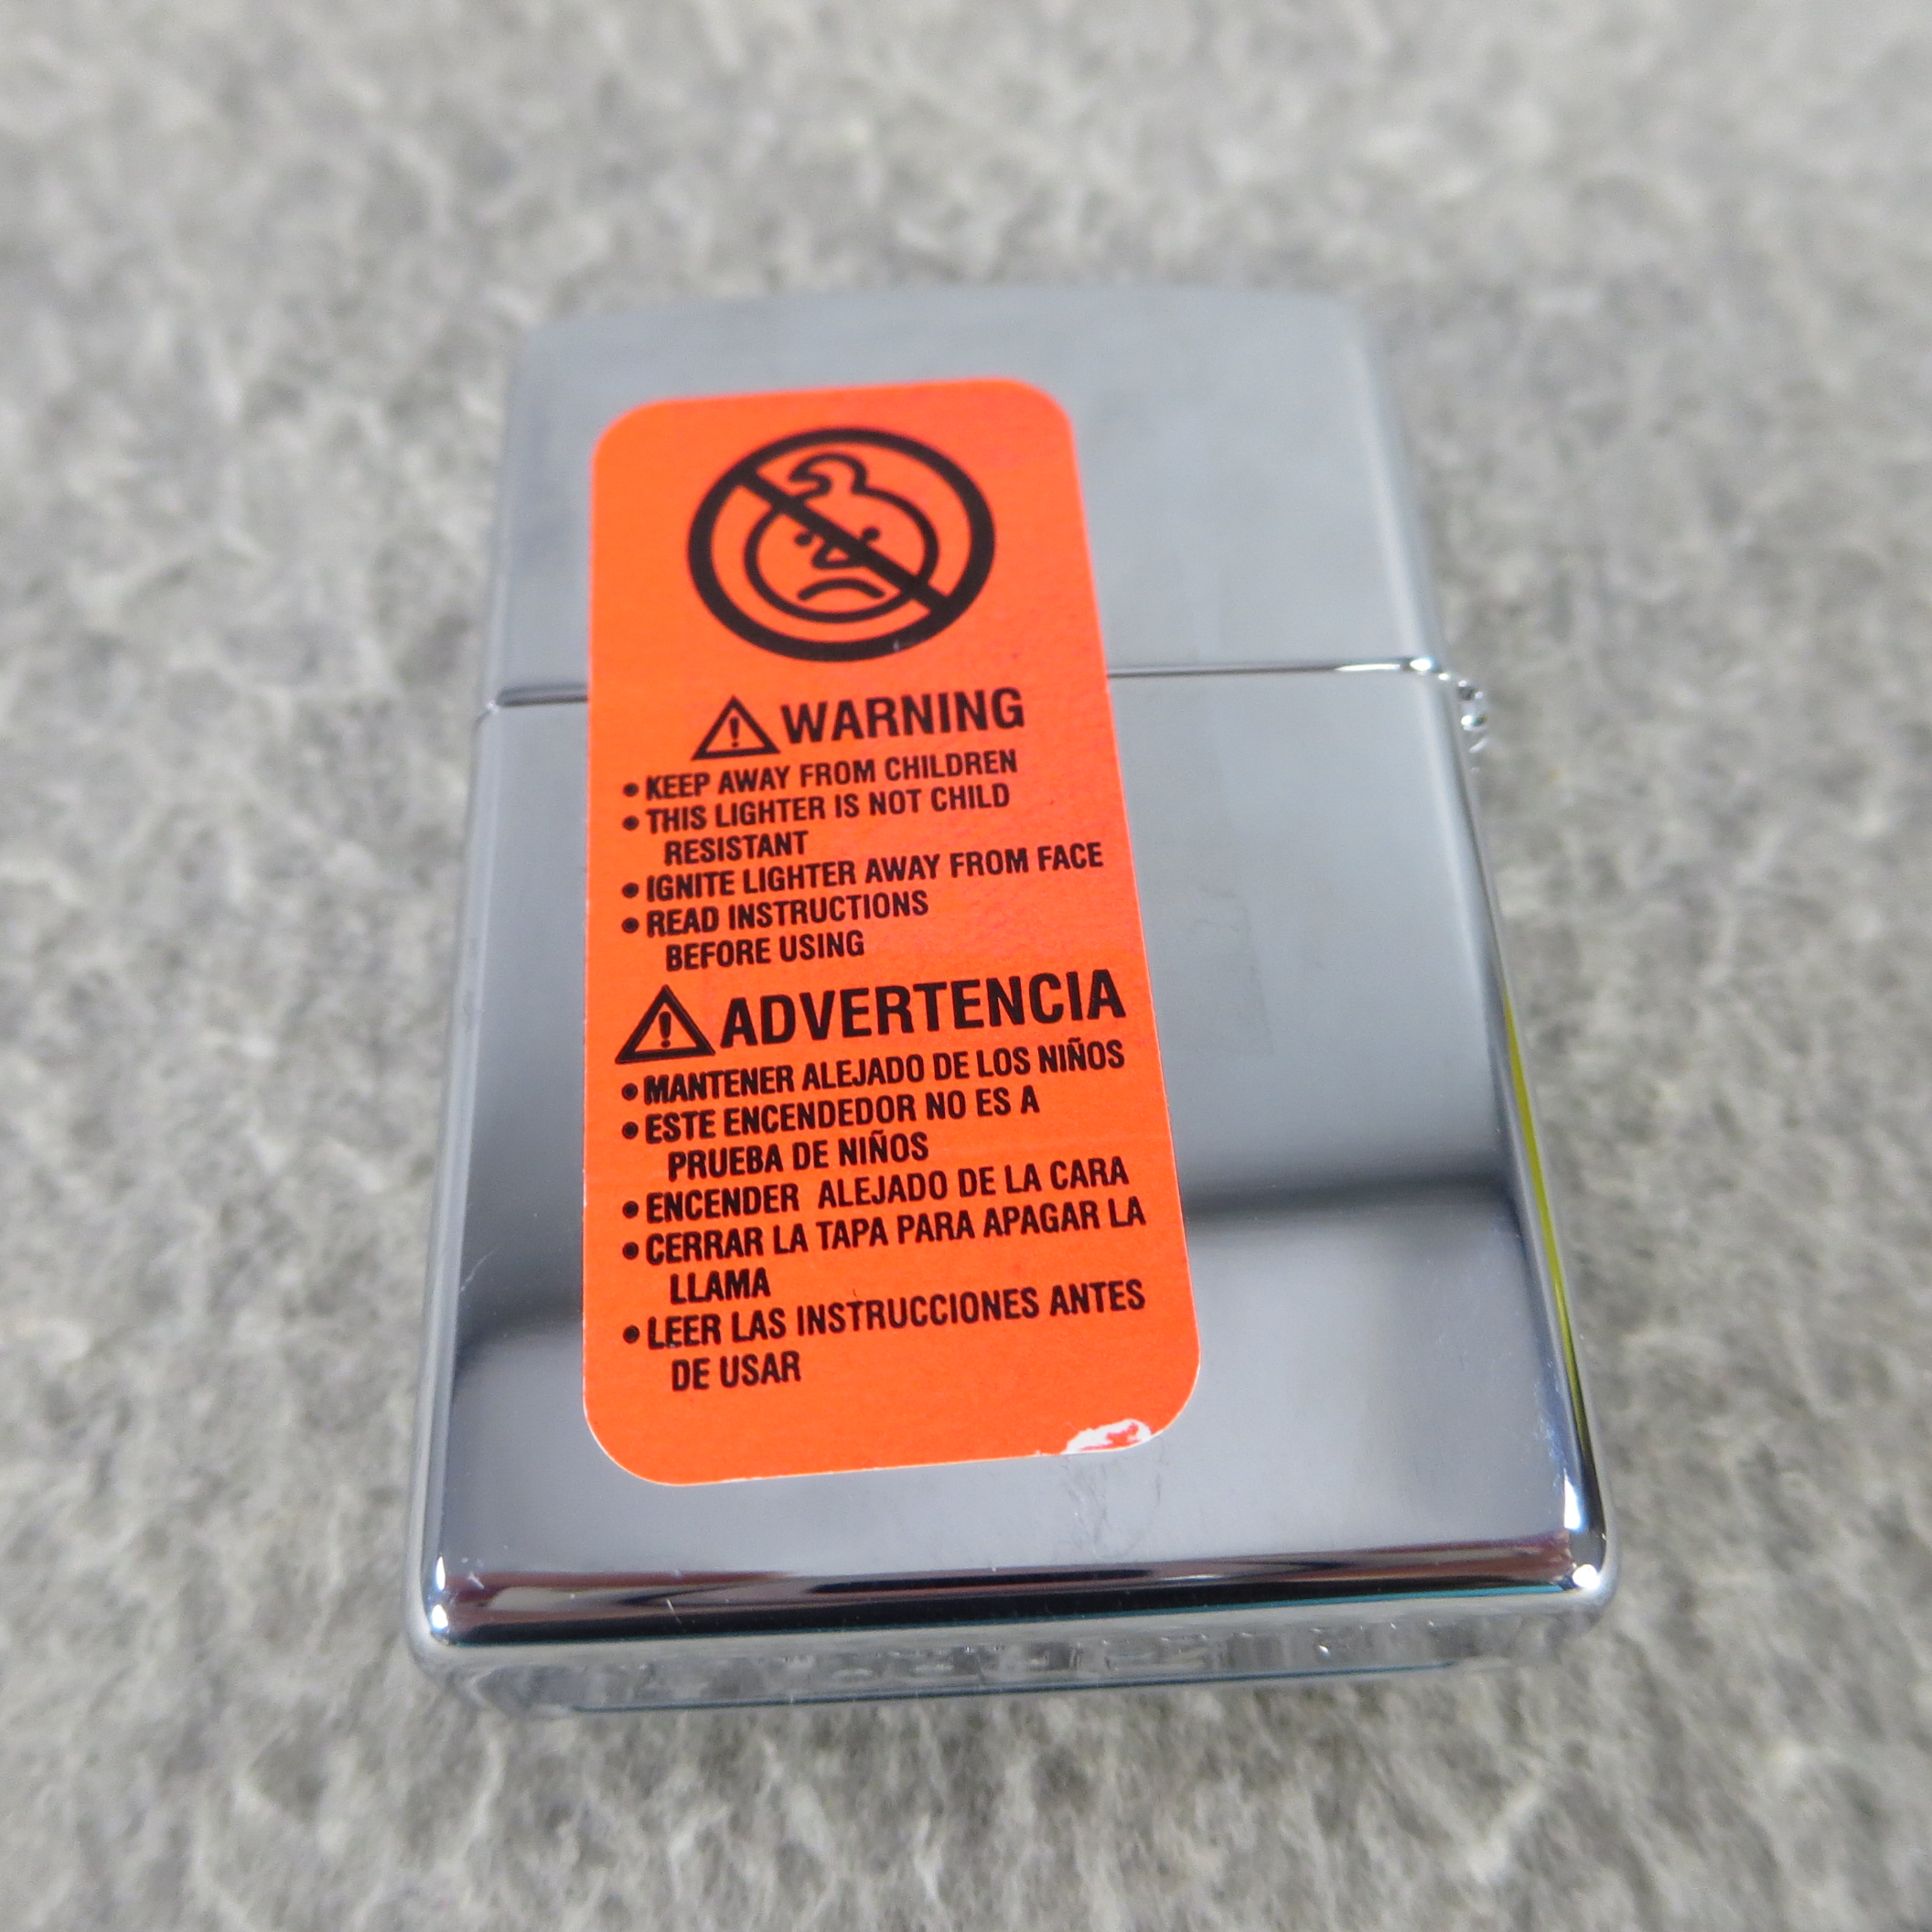 WARNING
• KEEP AWAY FROM CHILDREN
• THIS LIGHTER IS NOT CHILD
RESISTANT
• IGNITE LIGHTER AWAY FROM FACE
• READ INSTRUCTIONS
BEFORE USING
ADVERTENCIA
• MANTENER ALEJADO DE LOS NIÑOS
• ESTE ENCENDEDOR NO ES A
PRUEBA DE NIÑOS
• ENCENDER ALEJADO DE LA CARA
• CERRAR LA TAPA PARA APAGAR LA
LLAMA
• LEER LAS INSTRUCCIONES ANTES
DE USAR